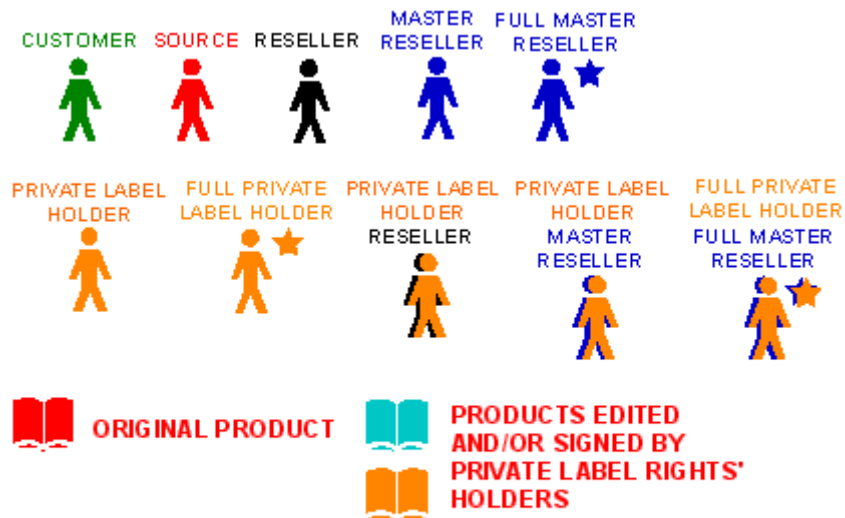 CUSTOMER SOURCE RESELLER MASTER RESELLER FULL MASTER RESELLER
PRIVATE LABEL HOLDER
FULL PRIVATE LABEL HOLDER
PRIVATE LABEL HOLDER
RESELLER
PRIVATE LABEL HOLDER
MASTER RESELLER
FULL PRIVATE LABEL HOLDER
FULL MASTER RESELLER
ORIGINAL PRODUCT
PRODUCTS EDITED
AND/OR SIGNED BY
PRIVATE LABEL RIGHTS'
HOLDERS